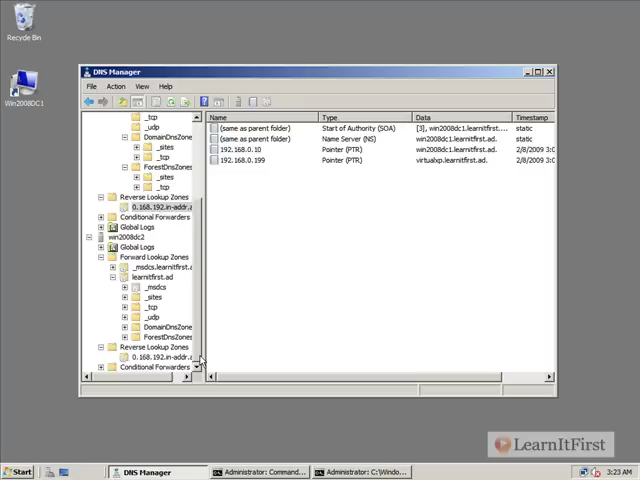 Recycle Bin
Win2008DC1
DNS Manager
File Action View Help
_tcp
_udp
DomainDnsZone
_sites
_tcp
ForestDnsZones
_sites
_tcp
Reverse Lookup Zones
0.168.192.in-addr.a
Conditional Forwarders
Global Logs
win2008dc2
Global Logs
Forward Lookup Zones
_msdcs.learnitfirst.a
learnitfirst.ad
_msdcs
_sites
_tcp
_udp
DomainDnsZone
ForestDnsZones
Reverse Lookup Zones
0.168.192.in-addr.a
Conditional Forwarders
Name Type Data Timestamp
(same as parent folder) Start of Authority (SOA) [3], win2008dc1.learnitfirst.... static
(same as parent folder) Name Server (NS) win2008dc1.learnitfirst.ad. static
192.168.0.10 Pointer (PTR) win2008dc1.learnitfirst.ad. 2/8/2009 3:0
192.168.0.199 Pointer (PTR) virtualxp.learnitfirst.ad. 2/8/2009 3:0
LearnItFirst
Start DNS Manager Administrator: Command... Administrator: C:\Windo... 3:23 AM